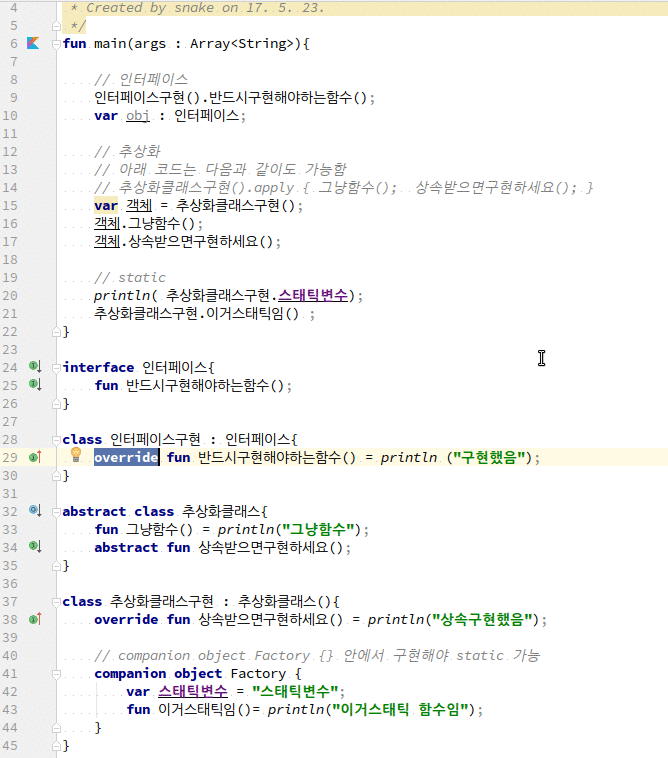 4 * Created by snake on 17. 5. 23.
5 */
6 fun main(args : Array<String>){
7
8 // 인터페이스
9 인터페이스구현().반드시구현해야하는함수();
10 var obj : 인터페이스;
11
12 // 추상화
13 // 아래 코드는 다음과 같이도 가능함
14 // 추상화클래스구현().apply { 그냥함수(); 상속받으면구현하세요(); }
15 var 객체 = 추상화클래스구현();
16 객체.그냥함수();
17 객체.상속받으면구현하세요();
18
19 // static
20 println( 추상화클래스구현.스태틱변수);
21 추상화클래스구현.이거스태틱임() ;
22 }
23
24 interface 인터페이스{
25 fun 반드시구현해야하는함수();
26 }
27
28 class 인터페이스구현 : 인터페이스{
29 override fun 반드시구현해야하는함수() = println ("구현했음");
30 }
31
32 abstract class 추상화클래스{
33 fun 그냥함수() = println("그냥함수");
34 abstract fun 상속받으면구현하세요();
35 }
36
37 class 추상화클래스구현 : 추상화클래스(){
38 override fun 상속받으면구현하세요() = println("상속구현했음");
39
40 // companion object Factory {} 안에서 구현해야 static 가능
41 companion object Factory {
42 var 스태틱변수 = "스태틱변수";
43 fun 이거스태틱임()= println("이거스태틱 함수임");
44 }
45 }